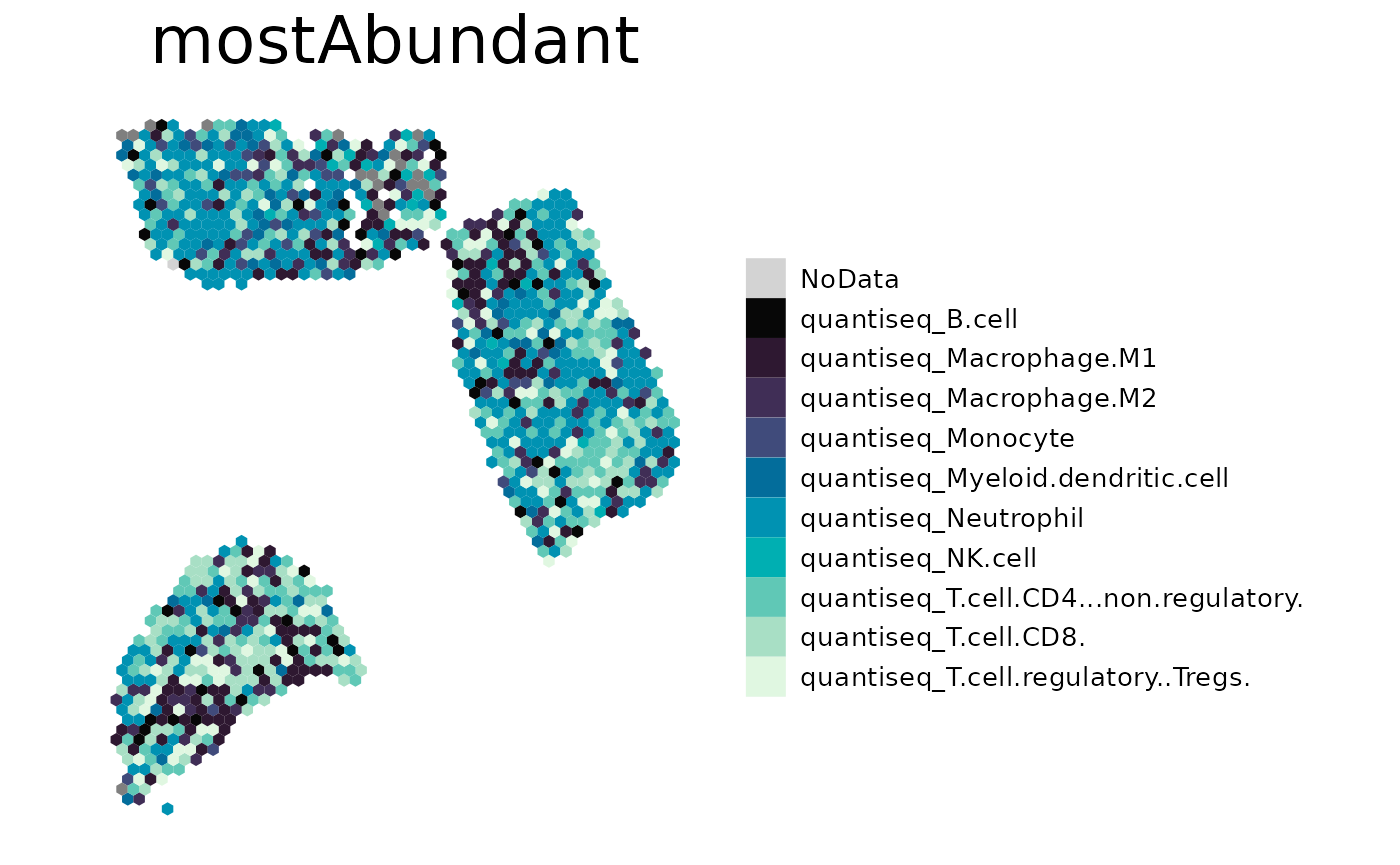 mostAbundant
NoData
quantiseq_B.cell
quantiseq_Macrophage.M1
quantiseq_Macrophage.M2
quantiseq_Monocyte
quantiseq_Myeloid.dendritic.cell
quantiseq_Neutrophil
quantiseq_NK.cell
quantiseq_T.cell.CD4...non.regulatory.
quantiseq_T.cell.CD8.
quantiseq_T.cell.regulatory..Tregs.